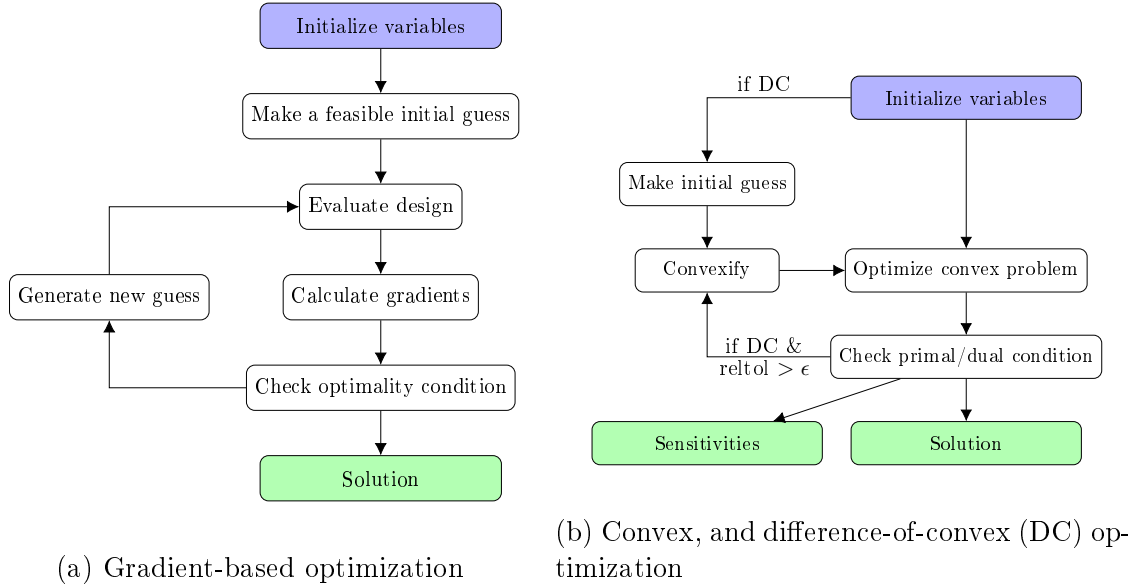 Initialize variables
Make a feasible initial guess
Evaluate design
Generate new guess
Calculate gradients
Check optimality condition
Solution
(a) Gradient-based optimization
if DC
Initialize variables
Make initial guess
Convexify
Optimize convex problem
if DC &
reltol > ϵ
Check primal/dual condition
Sensitivities
Solution
(b) Convex, and difference-of-convex (DC) op-
timization